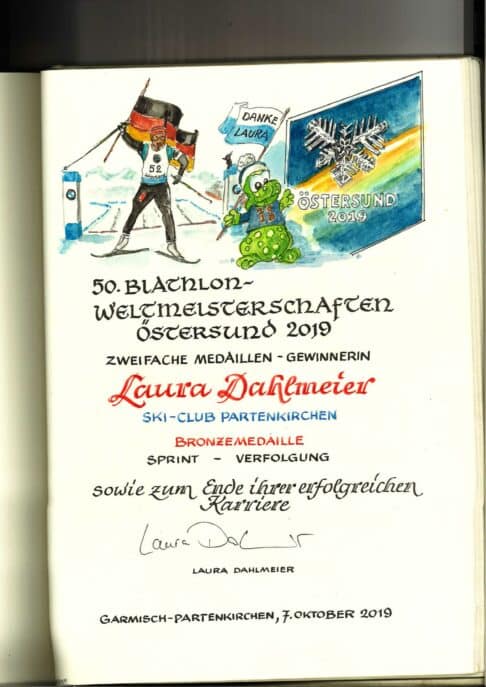 DANKE
LAURA
52
ÖSTERSUND
2019
50. BIATHLON-
WELTMEISTERSCHAFTEN
ÖSTERSUND 2019
ZWEIFACHE MEDAILLEN - GEWINNERIN
Laura Dahlmeier
SKI-CLUB PARTENKIRCHEN
BRONZEMEDAILLE
SPRINT - VERFOLGUNG
sowie zum Ende ihrer erfolgreichen
Karriere
LAURA DAHLMEIER
GARMISCH-PARTENKIRCHEN, 7. OKTOBER 2019